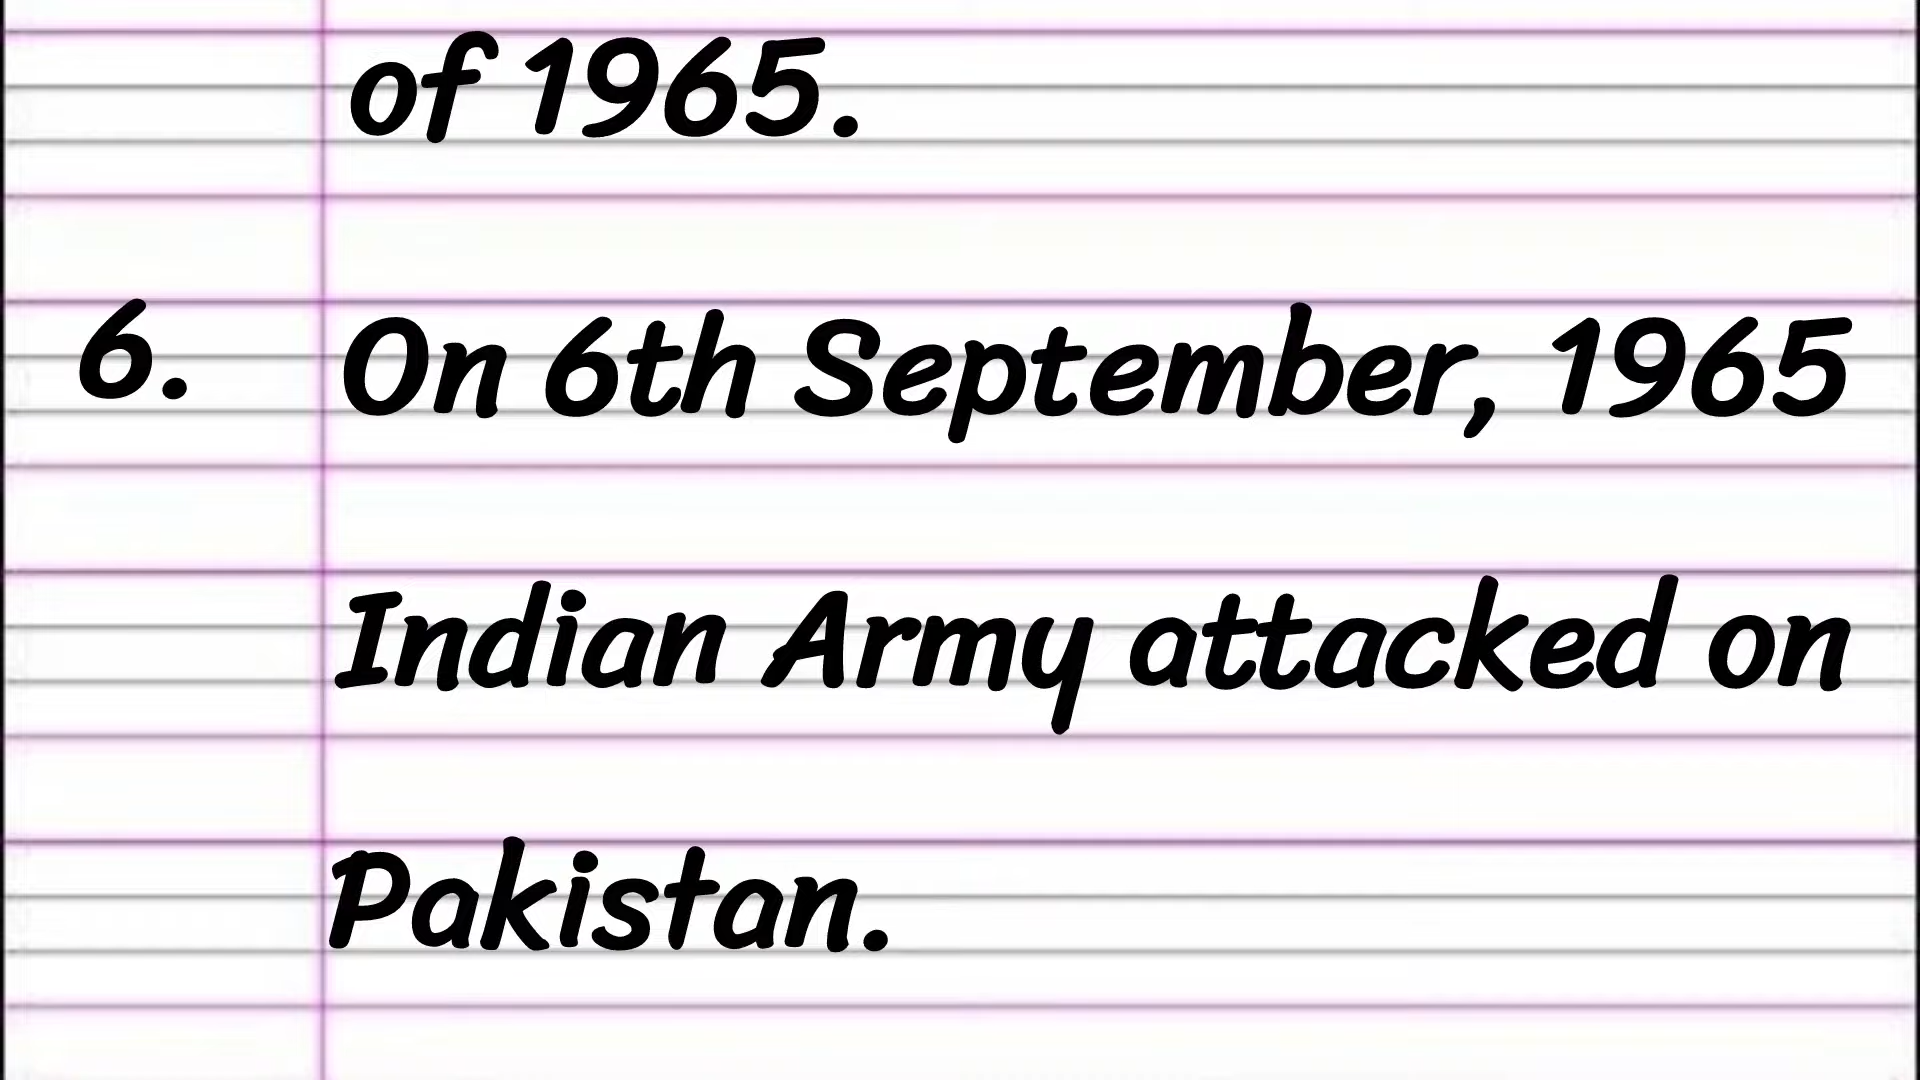 of 1965.
6. On 6th September, 1965
Indian Army attacked on
Pakistan.